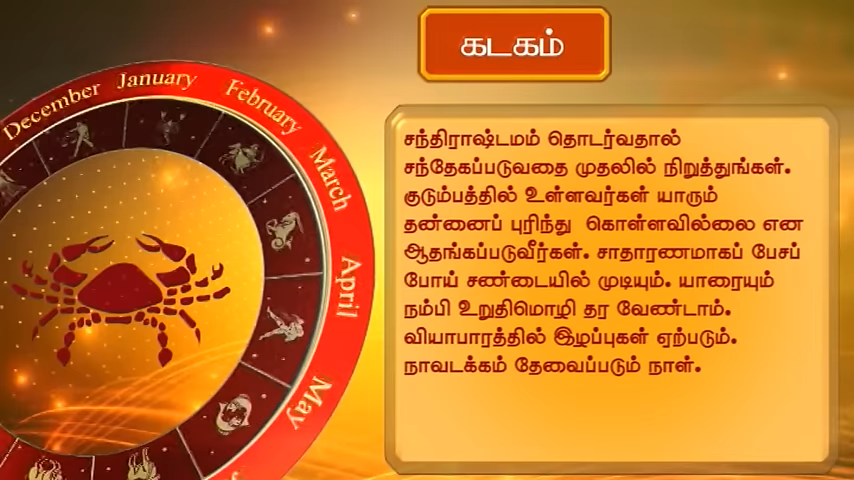 கடகம்
December
January
February
March
April
May
சந்திராஷ்டமம் தொடர்வதால்
சந்தேகப்படுவதை முதலில் நிறுத்துங்கள்.
குடும்பத்தில் உள்ளவர்கள் யாரும்
தன்னைப் புரிந்து கொள்ளவில்லை என
ஆதங்கப்படுவீர்கள். சாதாரணமாகப் பேசப்
போய் சண்டையில் முடியும். யாரையும்
நம்பி உறுதிமொழி தர வேண்டாம்.
வியாபாரத்தில் இழப்புகள் ஏற்படும்.
நாவடக்கம் தேவைப்படும் நாள்.